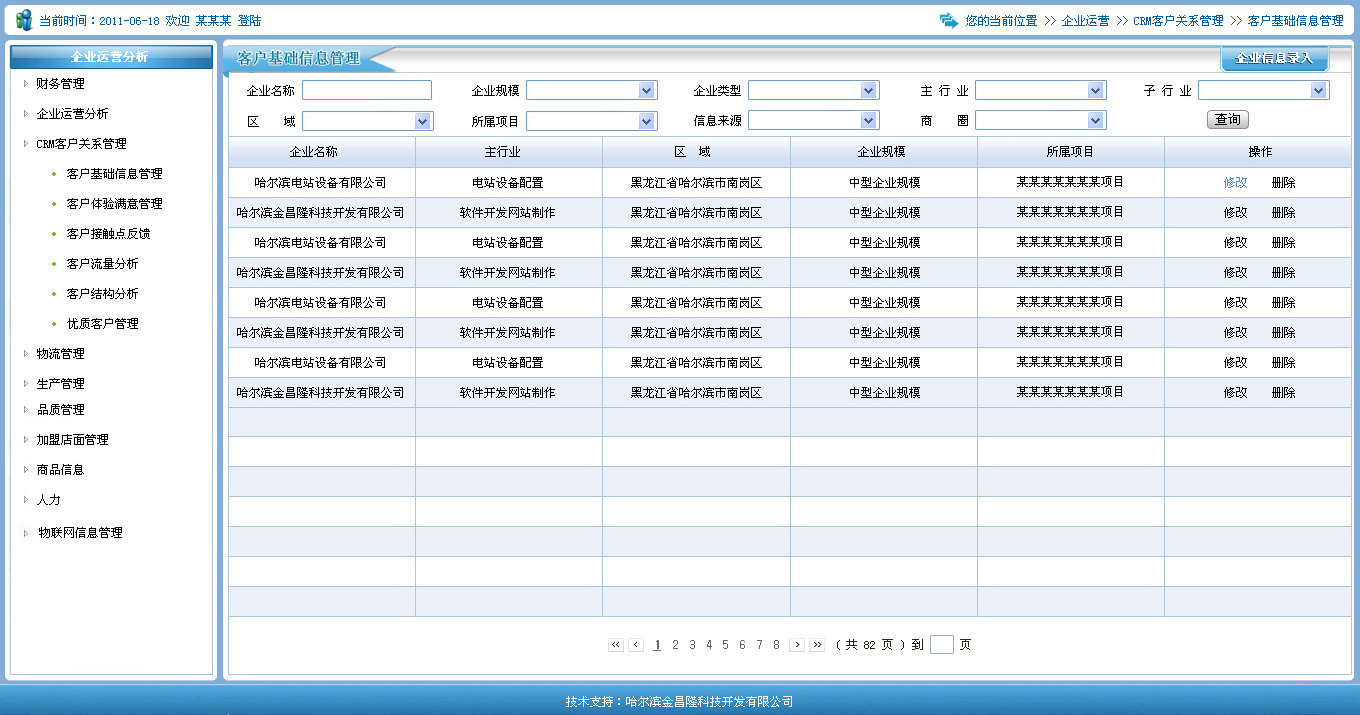 当前时间：2011-06-18 欢迎 某某某 登陆
您的当前位置 >> 企业运营 >> CRM客户关系管理 >> 客户基础信息管理
企业运营分析
财务管理
企业运营分析
CRM客户关系管理
客户基础信息管理
客户体验满意管理
客户接触点反馈
客户流量分析
客户结构分析
优质客户管理
物流管理
生产管理
品质管理
加盟店面管理
商品信息
人力
物联网信息管理
客户基础信息管理 企业信息录入
企业名称 企业规模 企业类型 主 行 业 子 行 业
区 域 所属项目 信息来源 商 圈 查询
企业名称 主行业 区 域 企业规模 所属项目 操作
哈尔滨电站设备有限公司 电站设备配置 黑龙江省哈尔滨市南岗区 中型企业规模 某某某某某某某项目 修改 删除
哈尔滨金昌隆科技开发有限公司 软件开发网站制作 黑龙江省哈尔滨市南岗区 中型企业规模 某某某某某某某项目 修改 删除
哈尔滨电站设备有限公司 电站设备配置 黑龙江省哈尔滨市南岗区 中型企业规模 某某某某某某某项目 修改 删除
哈尔滨金昌隆科技开发有限公司 软件开发网站制作 黑龙江省哈尔滨市南岗区 中型企业规模 某某某某某某某项目 修改 删除
哈尔滨电站设备有限公司 电站设备配置 黑龙江省哈尔滨市南岗区 中型企业规模 某某某某某某某项目 修改 删除
哈尔滨金昌隆科技开发有限公司 软件开发网站制作 黑龙江省哈尔滨市南岗区 中型企业规模 某某某某某某某项目 修改 删除
哈尔滨电站设备有限公司 电站设备配置 黑龙江省哈尔滨市南岗区 中型企业规模 某某某某某某某项目 修改 删除
哈尔滨金昌隆科技开发有限公司 软件开发网站制作 黑龙江省哈尔滨市南岗区 中型企业规模 某某某某某某某项目 修改 删除
<< < 1 2 3 4 5 6 7 8 > >> ( 共 82 页 ) 到 页
技术支持：哈尔滨金昌隆科技开发有限公司